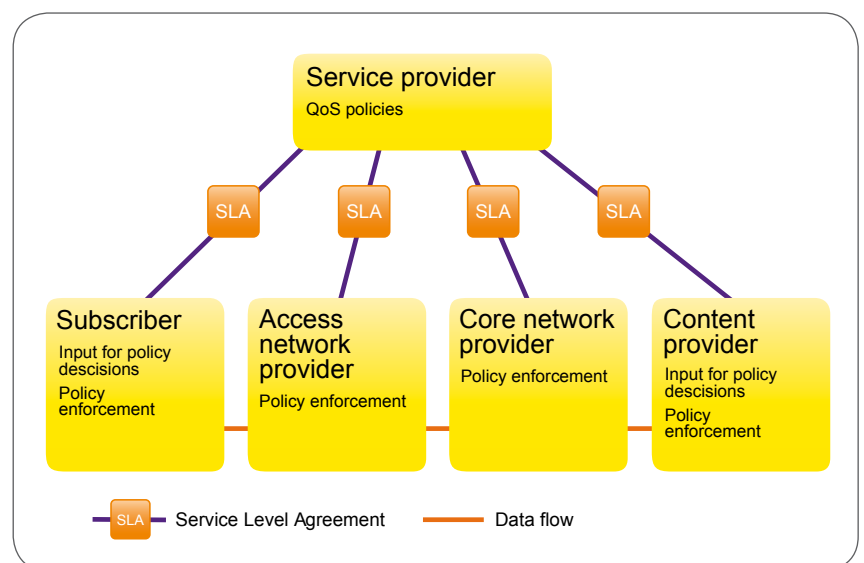 Service provider
QoS policies
SLA
SLA
SLA
SLA
Subscriber
Input for policy
descisions
Policy
enforcement
Access
network
provider
Policy enforcement
Core network
provider
Policy enforcement
Content
provider
Input for policy
descisions
Policy
enforcement
SLA
Service Level Agreement
Data flow